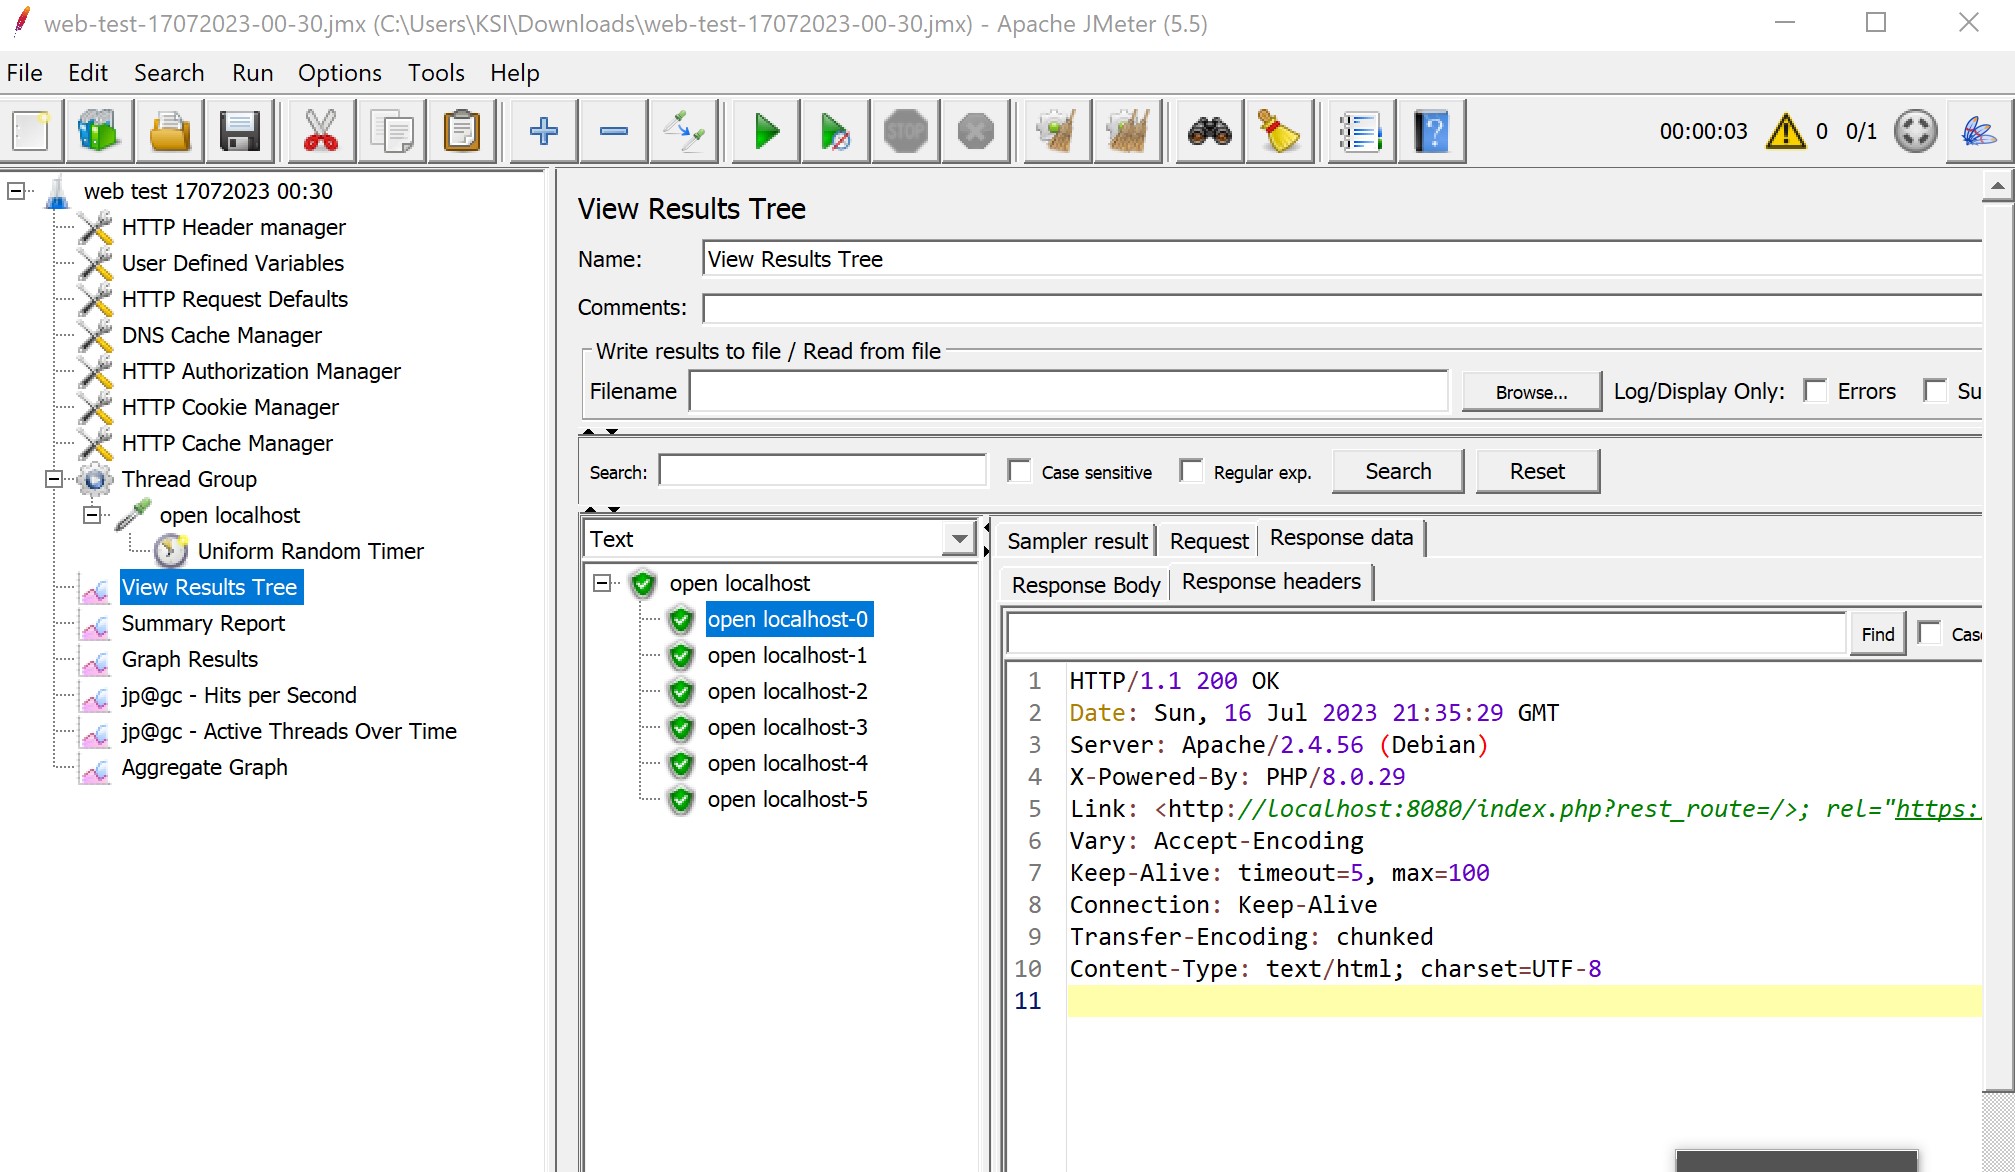 web-test-17072023-00-30.jmx (C:\Users\KSI\Downloads\web-test-17072023-00-30.jmx) - Apache JMeter (5.5)
File Edit Search Run Options Tools Help
STOP
00:00:03 0 0/1
web test 17072023 00:30
HTTP Header manager
User Defined Variables
HTTP Request Defaults
DNS Cache Manager
HTTP Authorization Manager
HTTP Cookie Manager
HTTP Cache Manager
Thread Group
open localhost
Uniform Random Timer
View Results Tree
Summary Report
Graph Results
jp@gc - Hits per Second
jp@gc - Active Threads Over Time
Aggregate Graph
View Results Tree
Name: View Results Tree
Comments:
Write results to file / Read from file
Filename Browse... Log/Display Only: Errors Su
Search: Case sensitive Regular exp. Search Reset
Text
open localhost
open localhost-0
open localhost-1
open localhost-2
open localhost-3
open localhost-4
open localhost-5
Sampler result Request Response data
Response Body Response headers
Find Cas
1 HTTP/1.1 200 OK
2 Date: Sun, 16 Jul 2023 21:35:29 GMT
3 Server: Apache/2.4.56 (Debian)
4 X-Powered-By: PHP/8.0.29
5 Link: <http://localhost:8080/index.php?rest_route=/>; rel="https:
6 Vary: Accept-Encoding
7 Keep-Alive: timeout=5, max=100
8 Connection: Keep-Alive
9 Transfer-Encoding: chunked
10 Content-Type: text/html; charset=UTF-8
11